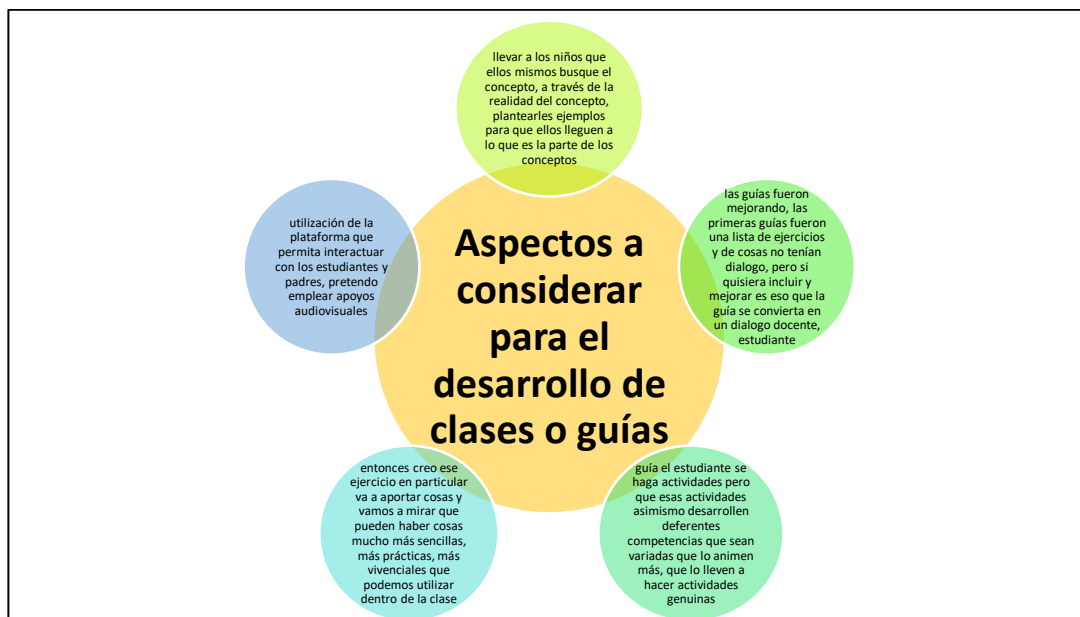 llevar a los niños que
ellos mismos busque el
concepto, a través de la
realidad del concepto,
plantearles ejemplos
para que ellos lleguen a
lo que es la parte de los
conceptos
Aspectos a
considerar
para el
desarrollo de
clases o guías
las guías fueron
mejorando, las
primeras guías fueron
una lista de ejercicios
y de cosas no tenían
dialogo, pero si
quisiera incluir y
mejorar es eso que la
guía se convierta en
un dialogo docente,
estudiante
guía el estudiante se
haga actividades pero
que esas actividades
asimismo desarrollen
deferentes
competencias que sean
variadas que lo animen
más, que lo lleven a
hacer actividades
genuinas
entonces creo ese
ejercicio en particular
va a aportar cosas y
vamos a mirar que
pueden haber cosas
mucho más sencillas,
más prácticas, más
vivenciales que
podemos utilizar
dentro de la clase
utilización de la
plataforma que
permita interactuar
con los estudiantes y
padres, pretendo
emplear apoyos
audiovisuales